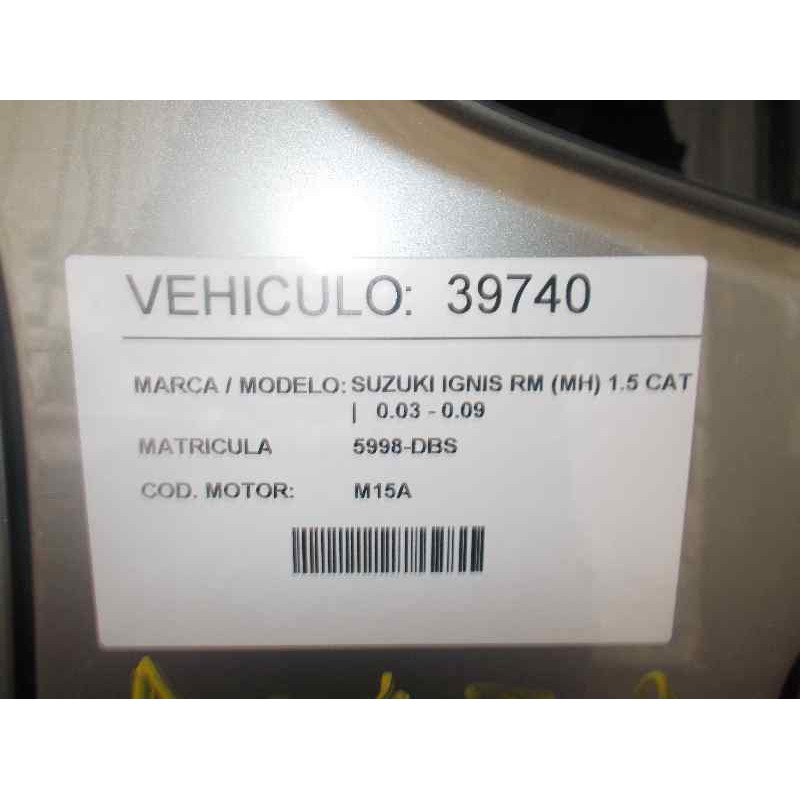 VEHICULO: 39740
MARCA / MODELO: SUZUKI IGNIS RM (MH) 1.5 CAT
| 0.03 - 0.09
MATRICULA 5998-DBS
COD. MOTOR: M15A